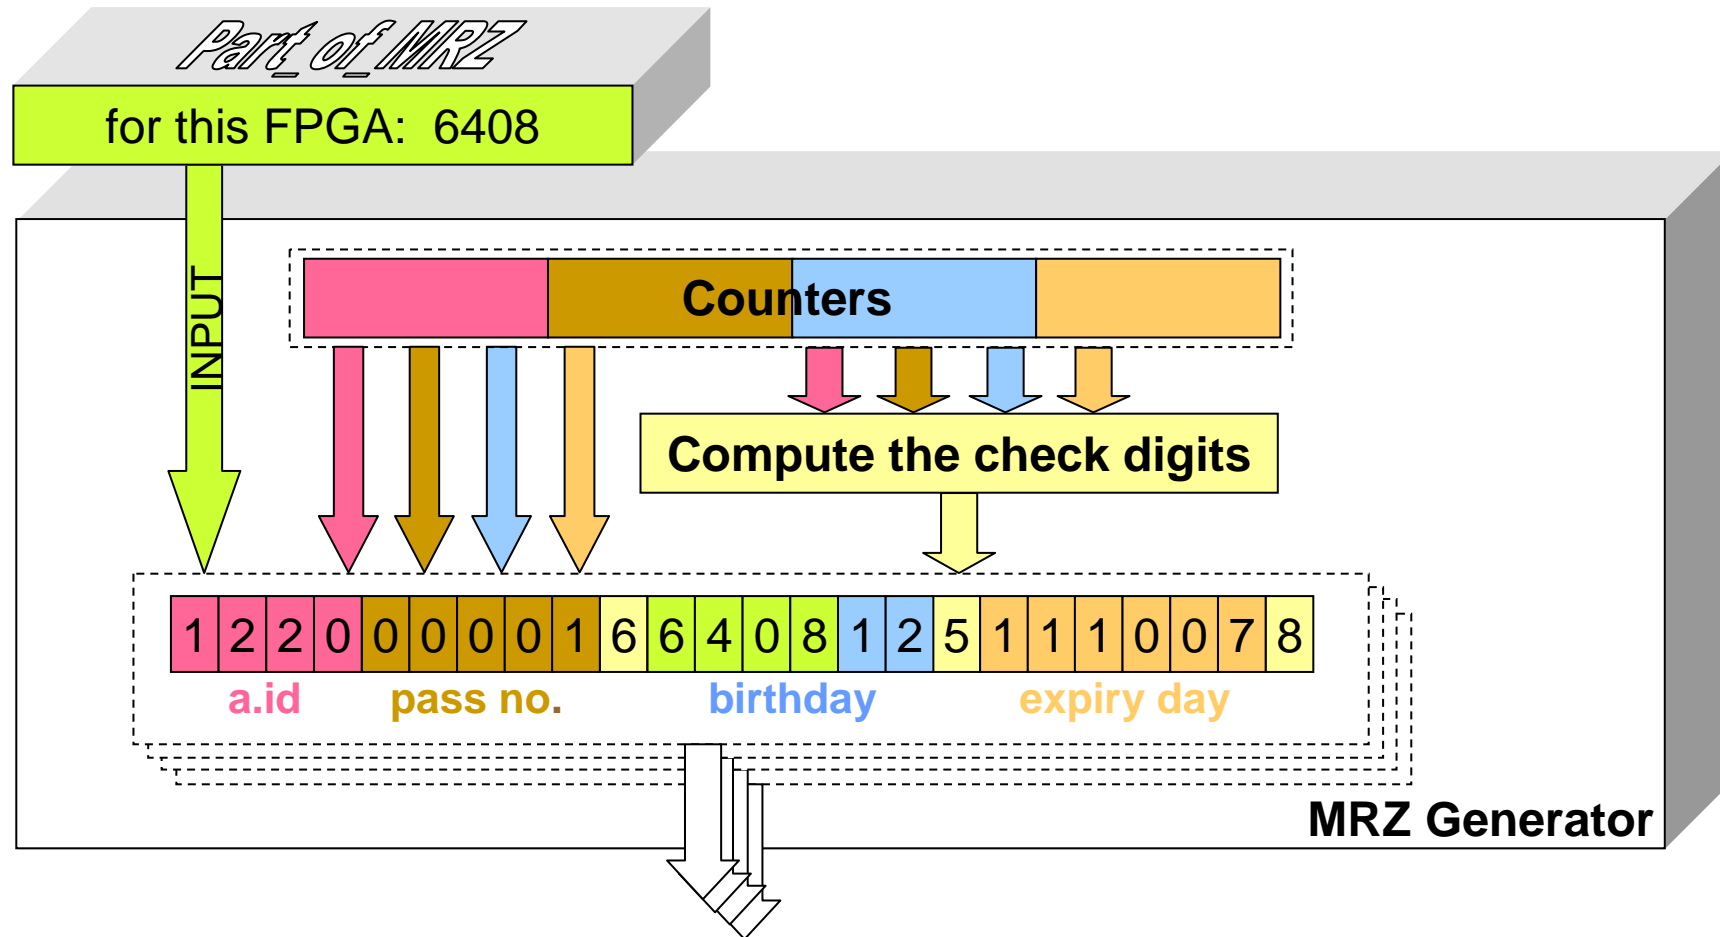 Part_of_MRZ
for this FPGA: 6408
INPUT
Counters
Compute the check digits
1 2 2 0 0 0 0 0 1 6 6 4 0 8 1 2 5 1 1 1 0 0 7 8
a.id pass no. birthday expiry day
MRZ Generator